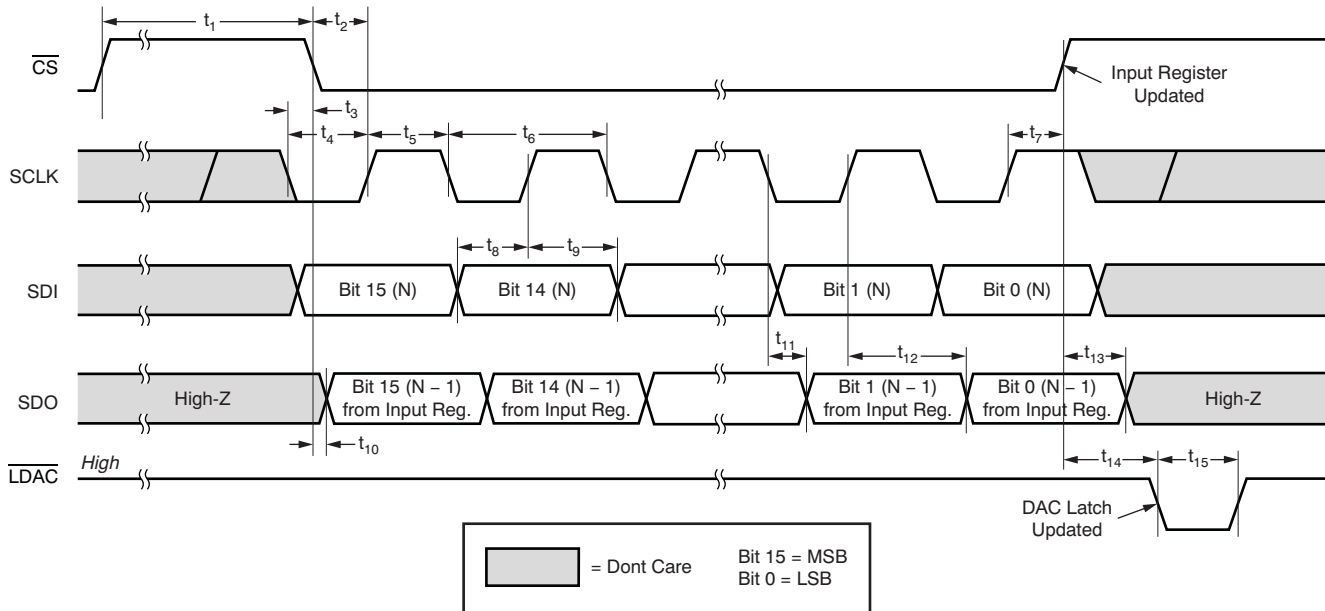 t1
t2
CS
Input Register
Updated
t3
t4
t5
t6
t7
SCLK
t8
t9
SDI
Bit 15 (N)
Bit 14 (N)
Bit 1 (N)
Bit 0 (N)
t11
t12
t13
SDO
High-Z
Bit 15 (N – 1)
from Input Reg.
Bit 14 (N – 1)
from Input Reg.
Bit 1 (N – 1)
from Input Reg.
Bit 0 (N – 1)
from Input Reg.
High-Z
t10
High
LDAC
t14
t15
DAC Latch
Updated
= Dont Care
Bit 15 = MSB
Bit 0 = LSB